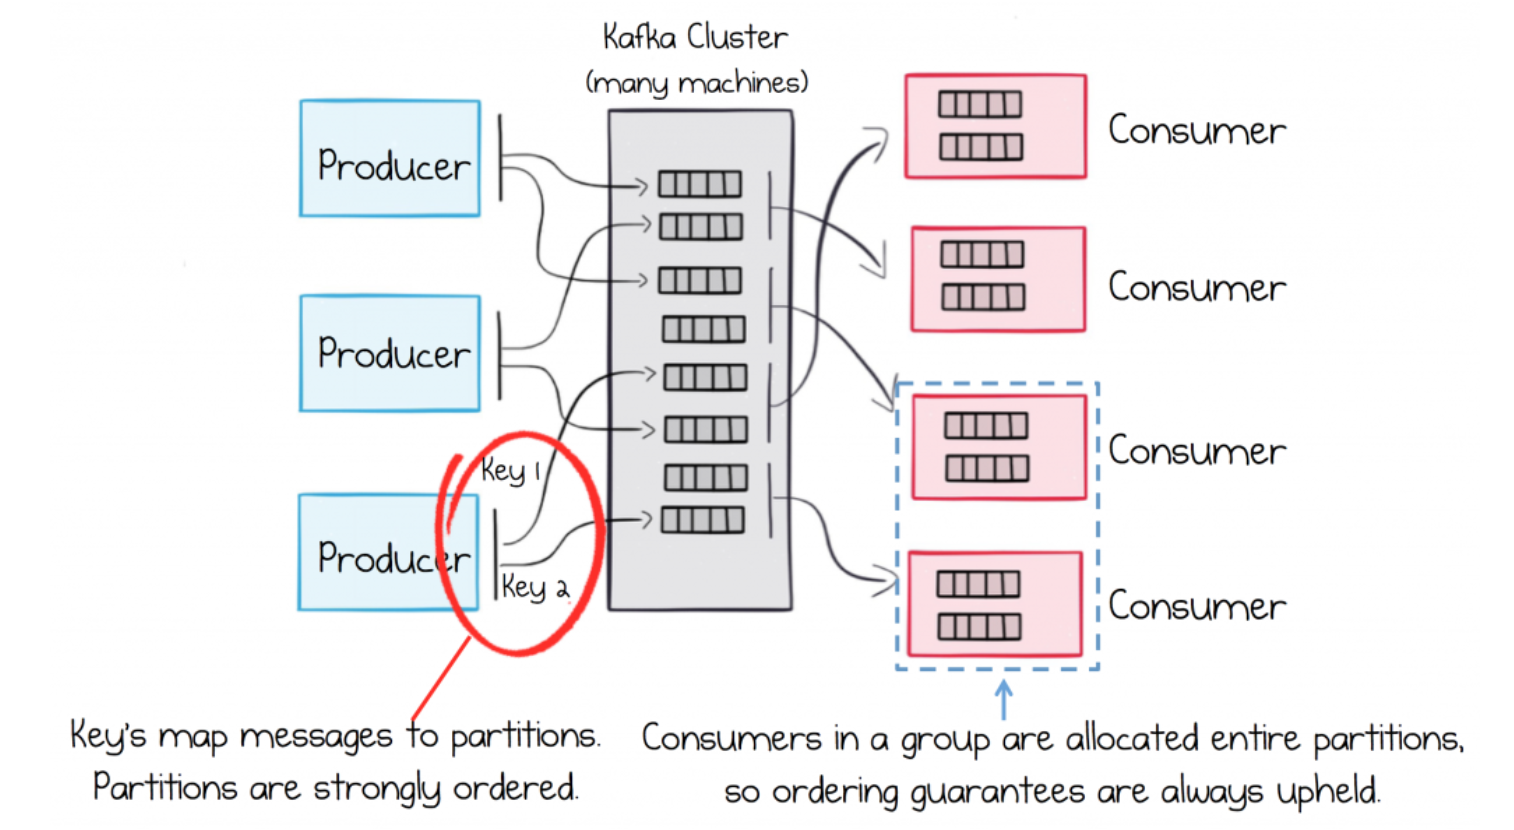 Kafka Cluster
(many machines)
Producer
Producer
Key 1
Producer
Key 2
Consumer
Consumer
Consumer
Consumer
Key's map messages to partitions.
Partitions are strongly ordered.
Consumers in a group are allocated entire partitions,
so ordering guarantees are always upheld.